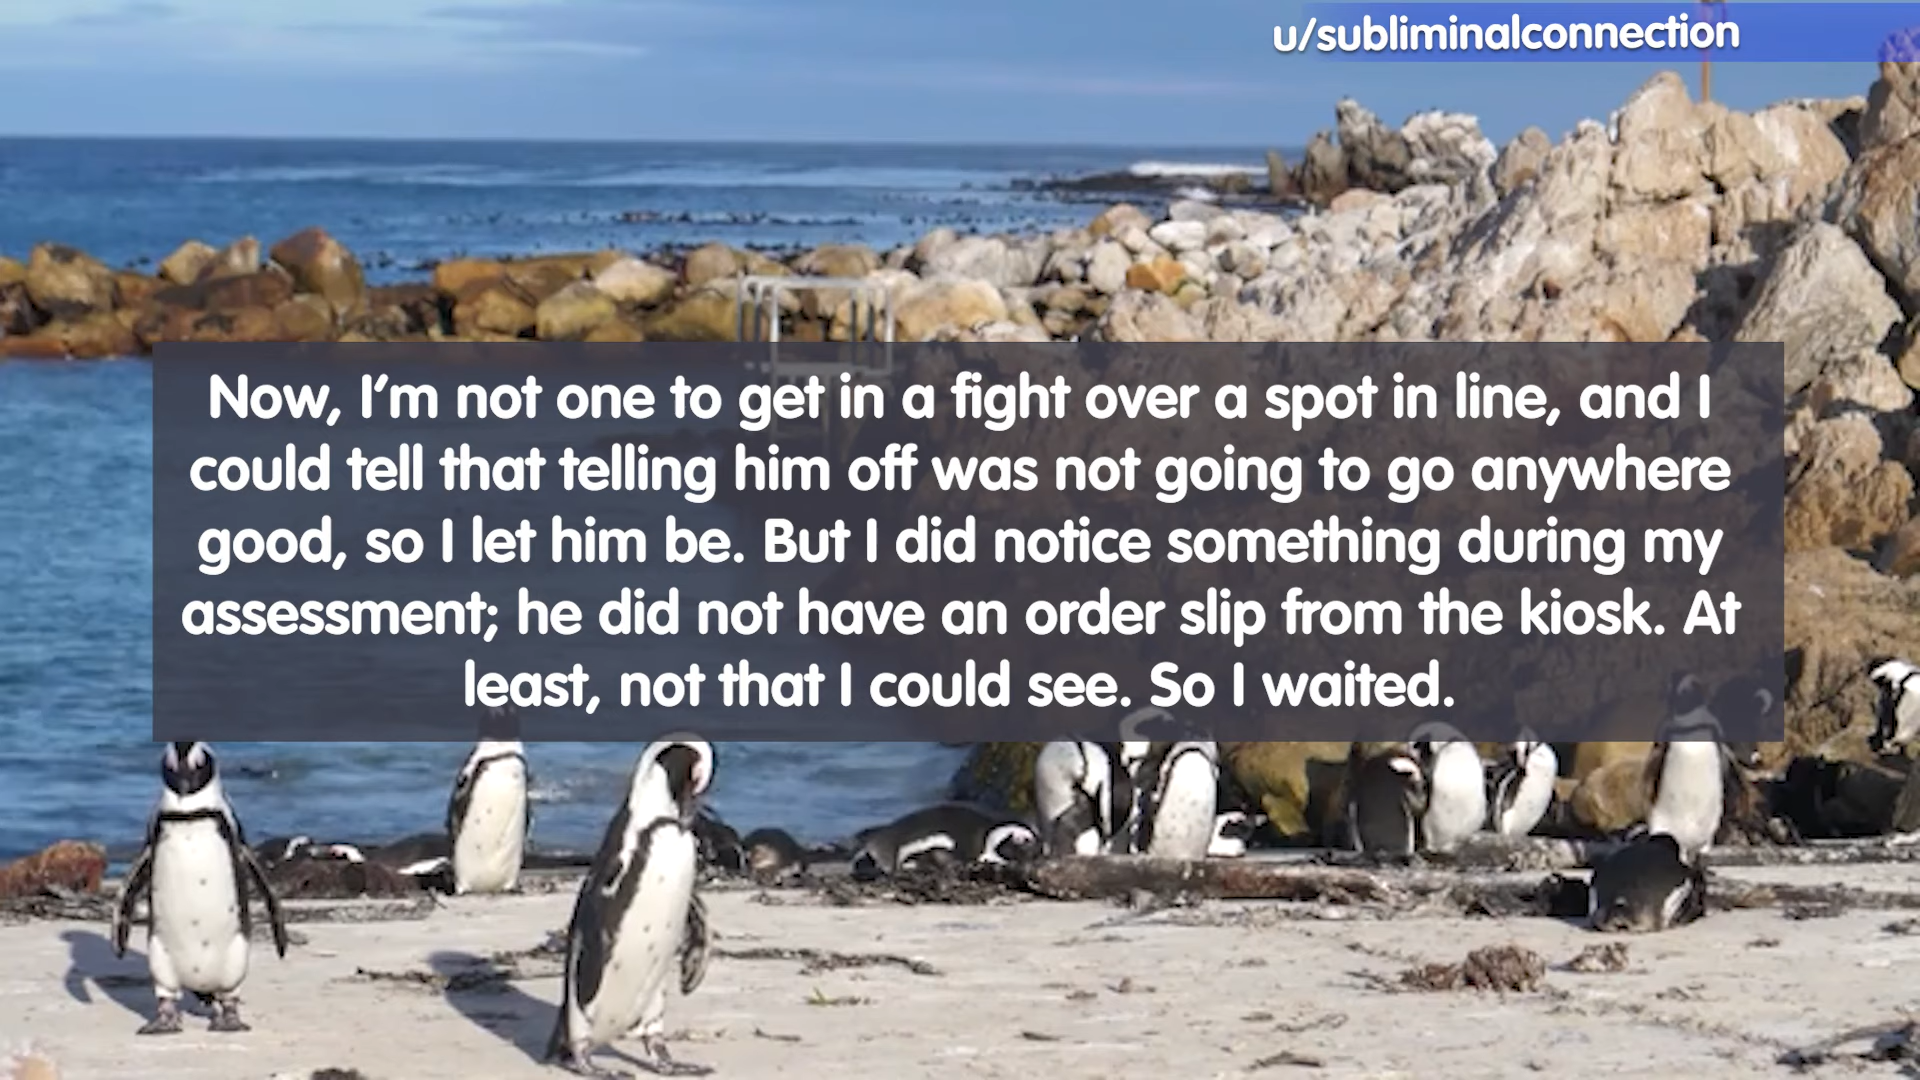 u/subliminalconnection
Now, I'm not one to get in a fight over a spot in line, and I
could tell that telling him off was not going to go anywhere
good, so I let him be. But I did notice something during my
assessment; he did not have an order slip from the kiosk. At
least, not that I could see. So I waited.